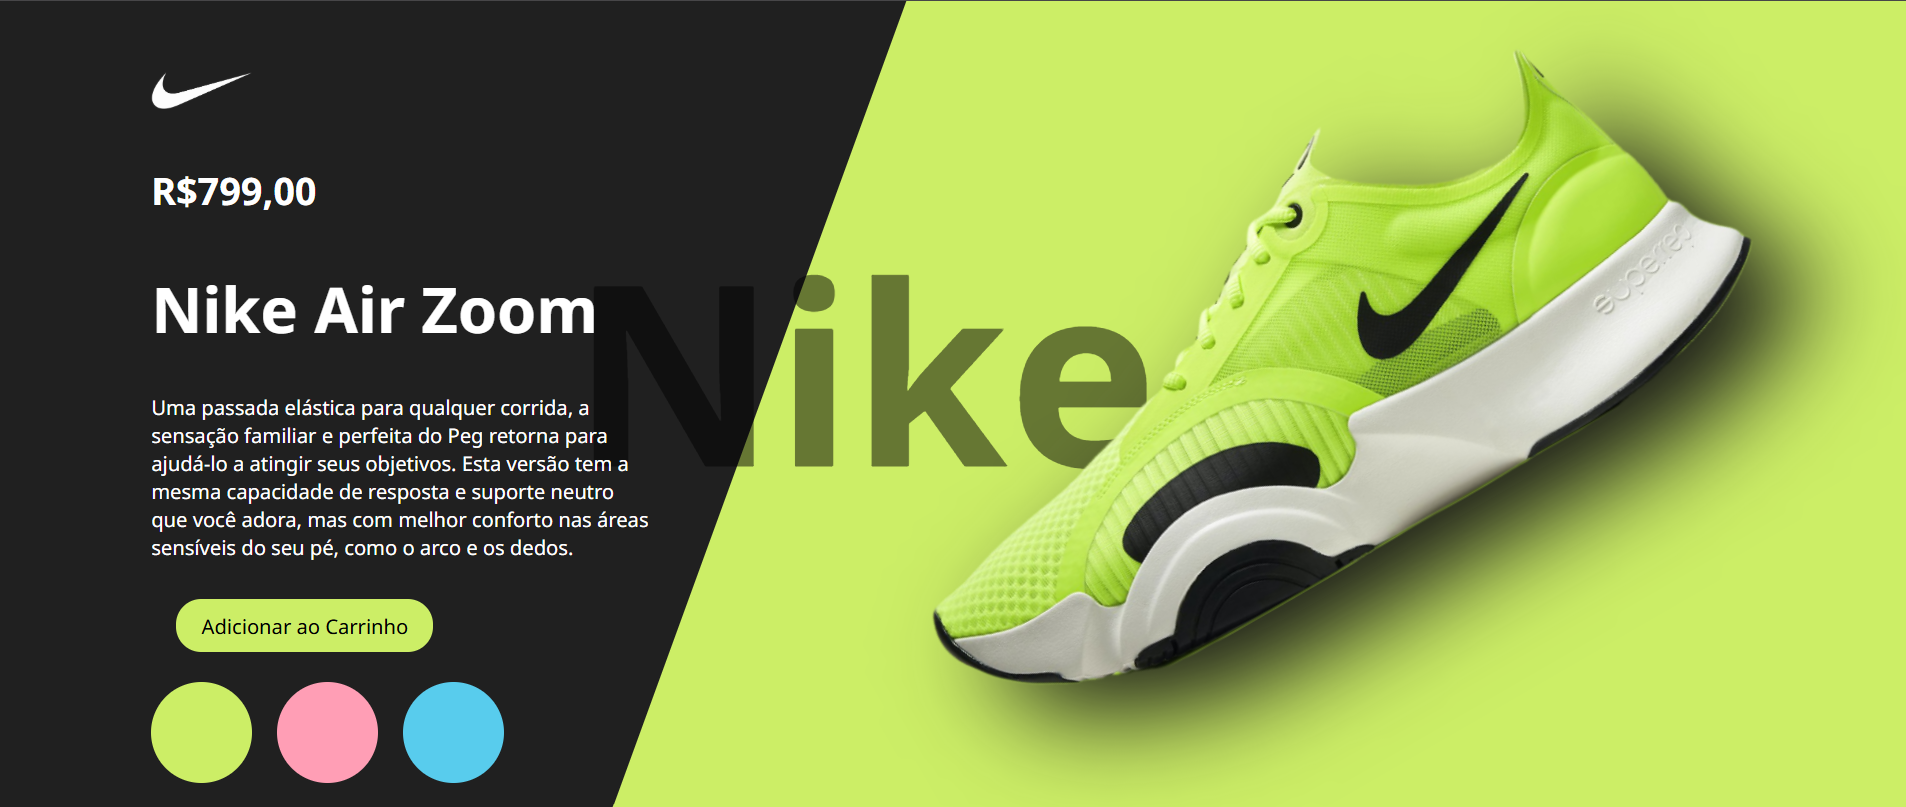 R$799,00
Nike Air Zoom
Nike
Uma passada elástica para qualquer corrida, a
sensação familiar e perfeita do Peg retorna para
ajudá-lo a atingir seus objetivos. Esta versão tem a
mesma capacidade de resposta e suporte neutro
que você adora, mas com melhor conforto nas áreas
sensíveis do seu pé, como o arco e os dedos.
Adicionar ao Carrinho
superrep